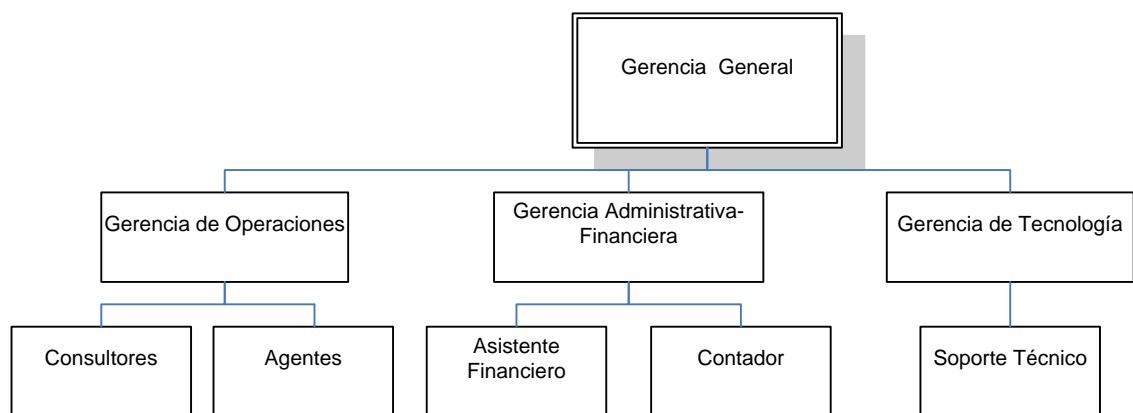 Gerencia General
Gerencia de Operaciones
Gerencia Administrativa-
Financiera
Gerencia de Tecnología
Consultores
Agentes
Asistente
Financiero
Contador
Soporte Técnico